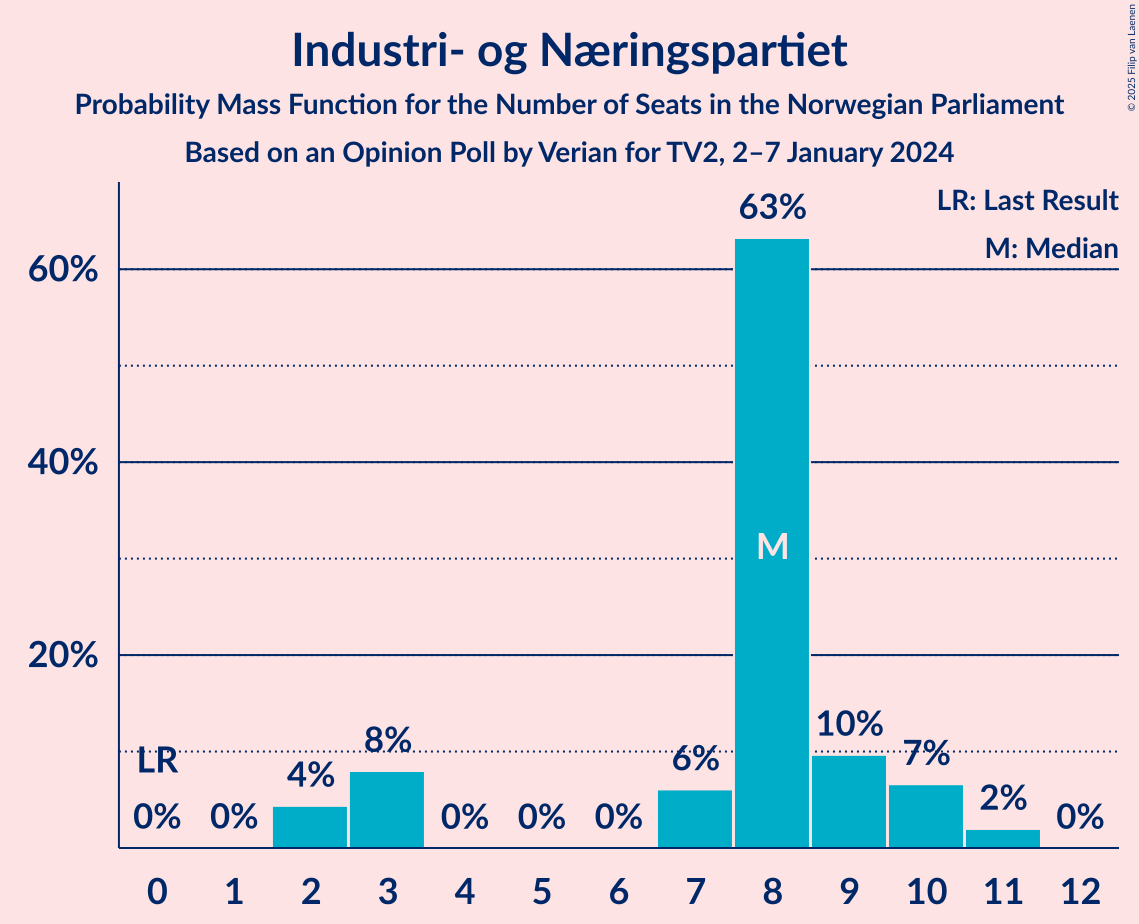 Industri- og Næringspartiet
Probability Mass Function for the Number of Seats in the Norwegian Parliament
Based on an Opinion Poll by Verian for TV2, 2–7 January 2024
© 2025 Filip van Laenen
LR: Last Result
M: Median
60%
40%
20%
63%
M
LR
0%
0%
4%
8%
0%
0%
0%
6%
10%
7%
2%
0%
0 1 2 3 4 5 6 7 8 9 10 11 12